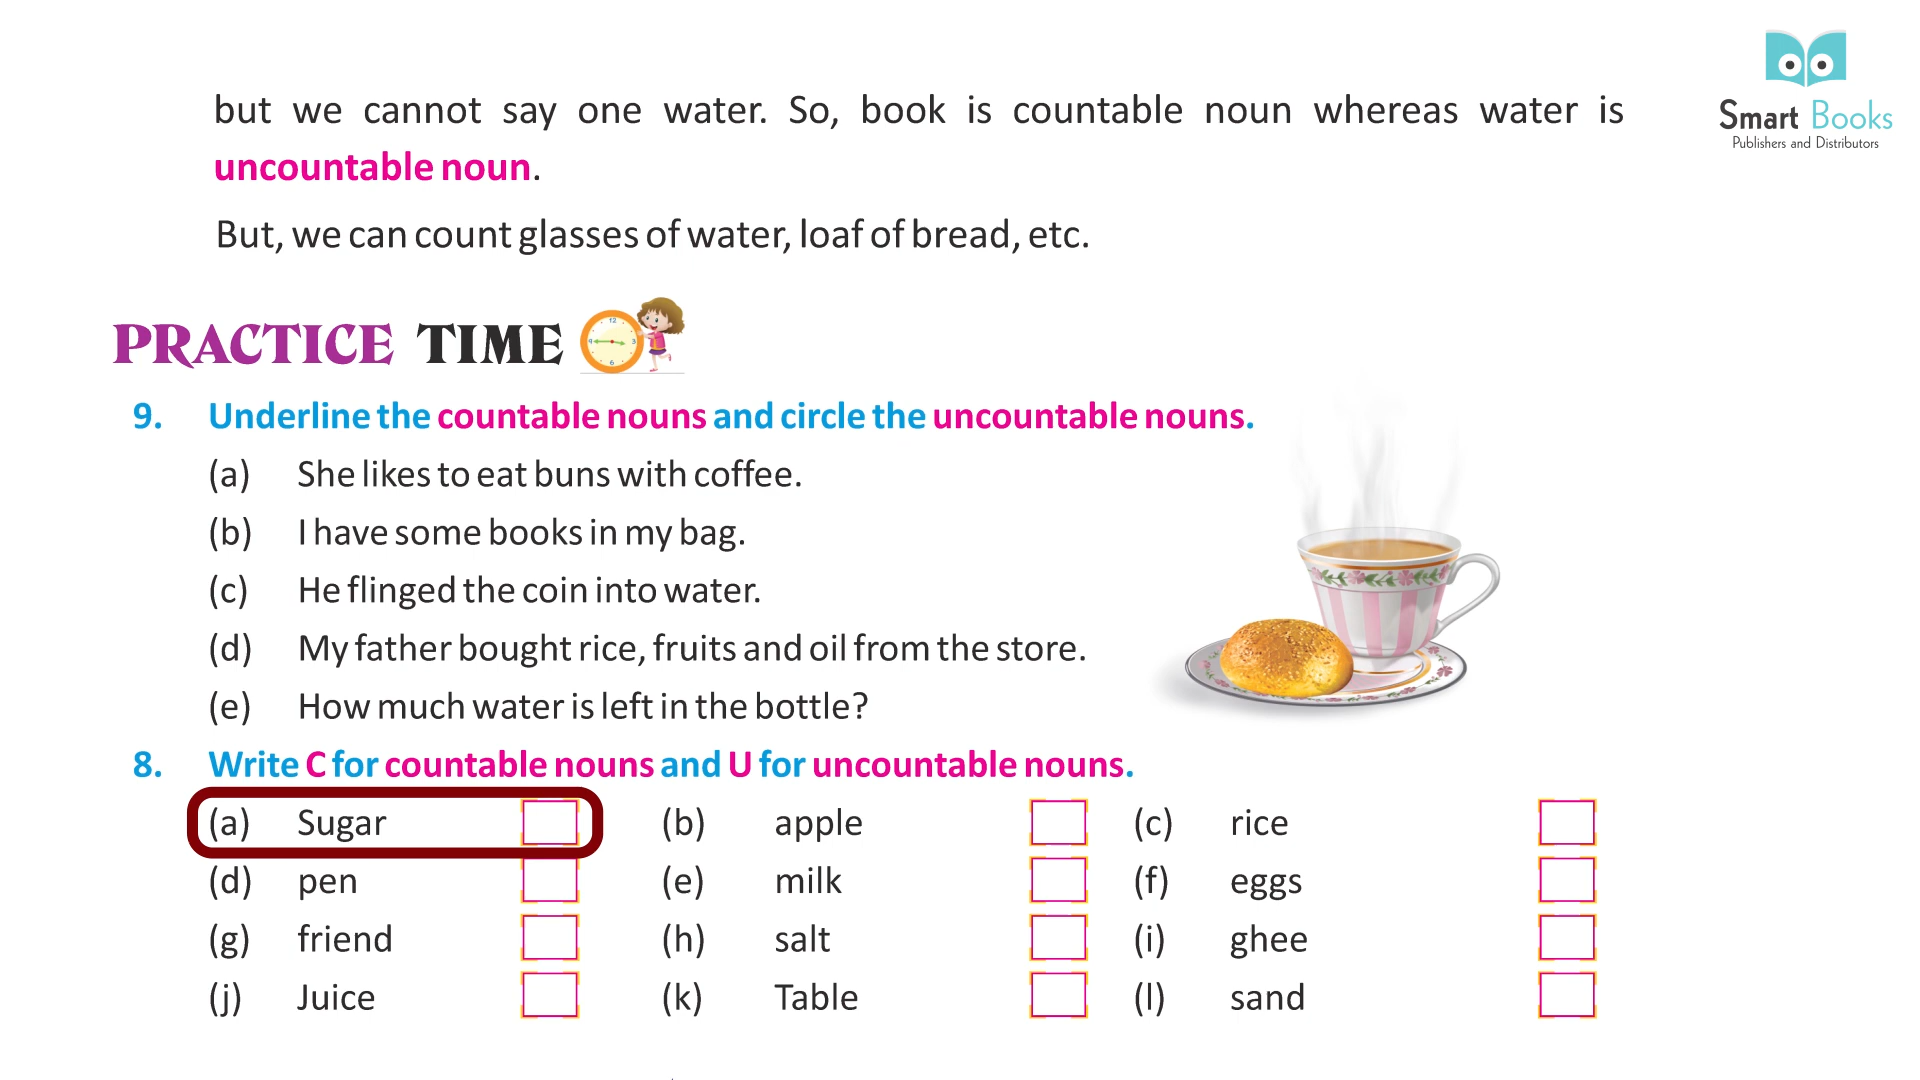 Smart Books
Publishers and Distributors
but we cannot say one water. So, book is countable noun whereas water is
uncountable noun.
But, we can count glasses of water, loaf of bread, etc.
PRACTICE TIME
12
9 3
6
9. Underline the countable nouns and circle the uncountable nouns.
(a) She likes to eat buns with coffee.
(b) I have some books in my bag.
(c) He flinged the coin into water.
(d) My father bought rice, fruits and oil from the store.
(e) How much water is left in the bottle?
8. Write C for countable nouns and U for uncountable nouns.
(a) Sugar (b) apple (c) rice
(d) pen (e) milk (f) eggs
(g) friend (h) salt (i) ghee
(j) Juice (k) Table (l) sand